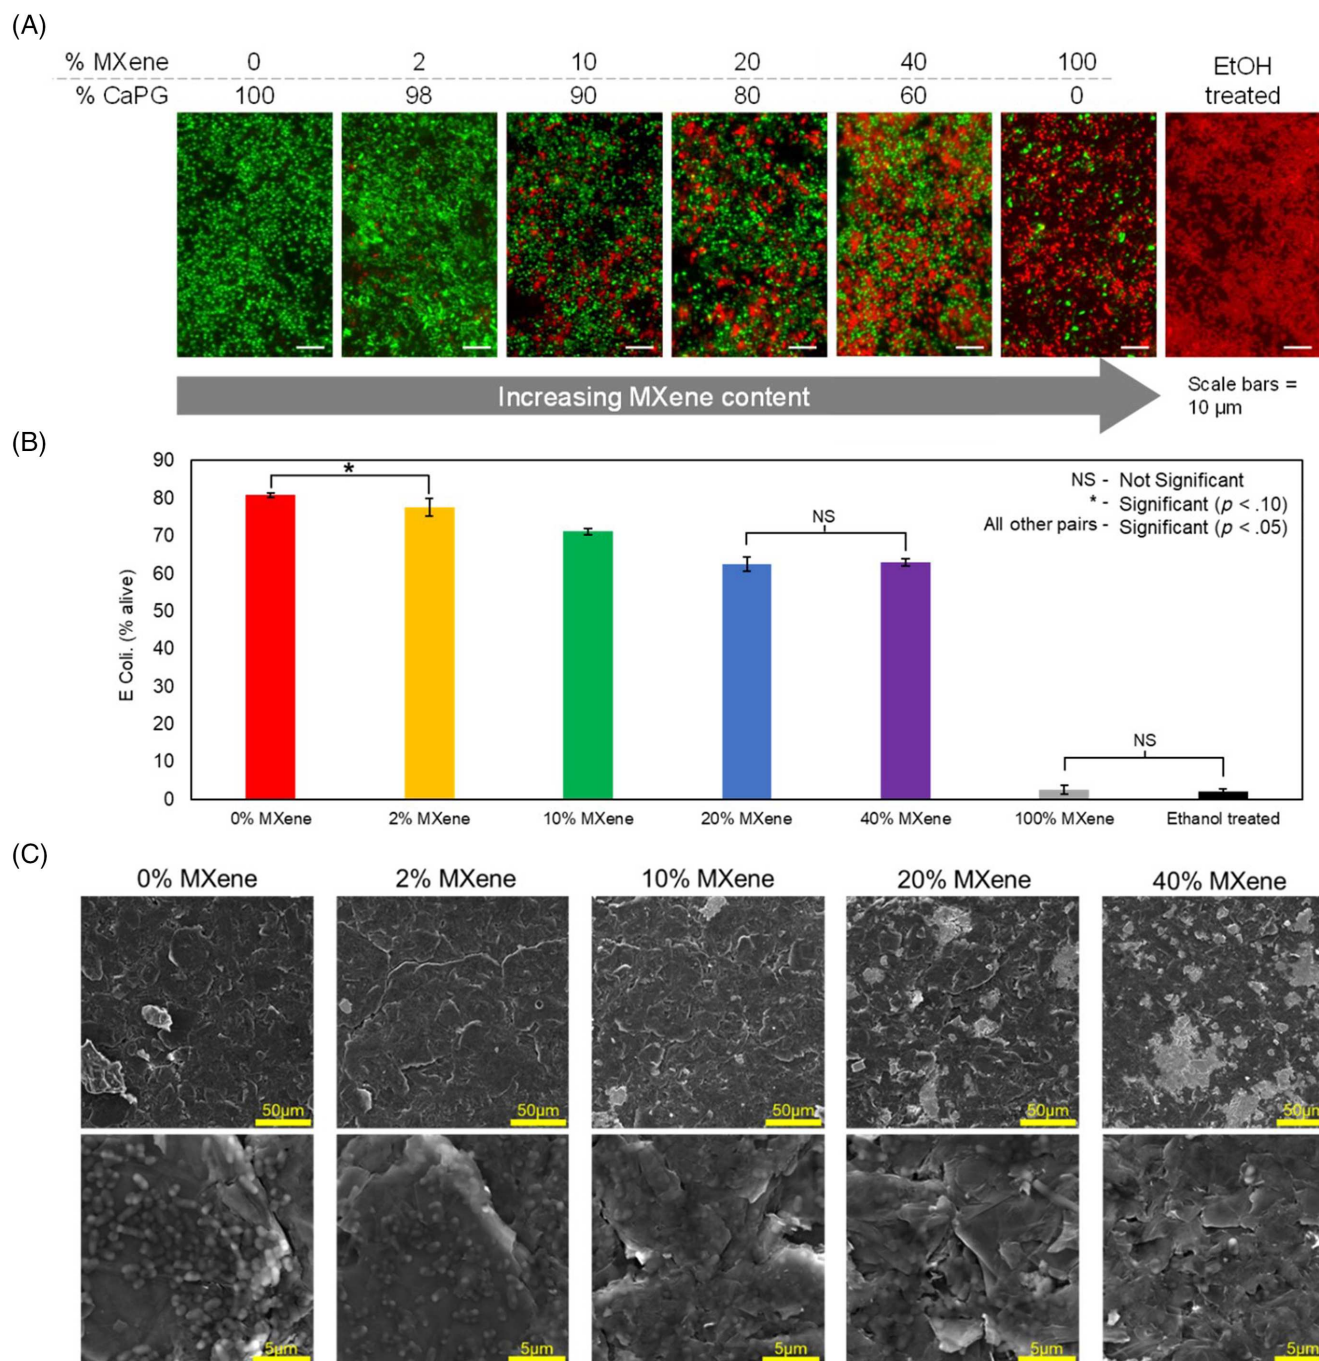 (A)
% MXene 0 2 10 20 40 100 EtOH
% CaPG 100 98 90 80 60 0 treated
Increasing MXene content
Scale bars =
10 µm
(B)
90
80
70
60
50
40
30
20
10
0
E Coli. (% alive)
*
NS
NS
NS - Not Significant
* - Significant (p < .10)
All other pairs - Significant (p < .05)
0% MXene 2% MXene 10% MXene 20% MXene 40% MXene 100% MXene Ethanol treated
(C)
0% MXene 2% MXene 10% MXene 20% MXene 40% MXene
50µm 50µm 50µm 50µm 50µm
5µm 5µm 5µm 5µm 5µm